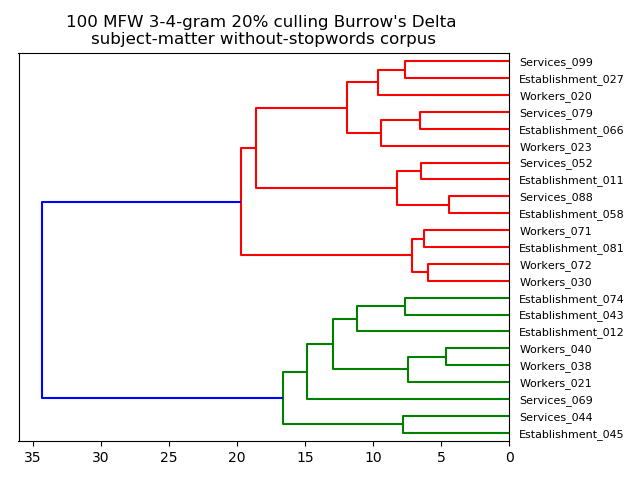 100 MFW 3-4-gram 20% culling Burrow's Delta
subject-matter without-stopwords corpus
Services_099
Establishment_027
Workers_020
Services_079
Establishment_066
Workers_023
Services_052
Establishment_011
Services_088
Establishment_058
Workers_071
Establishment_081
Workers_072
Workers_030
Establishment_074
Establishment_043
Establishment_012
Workers_040
Workers_038
Workers_021
Services_069
Services_044
Establishment_045
35 30 25 20 15 10 5 0